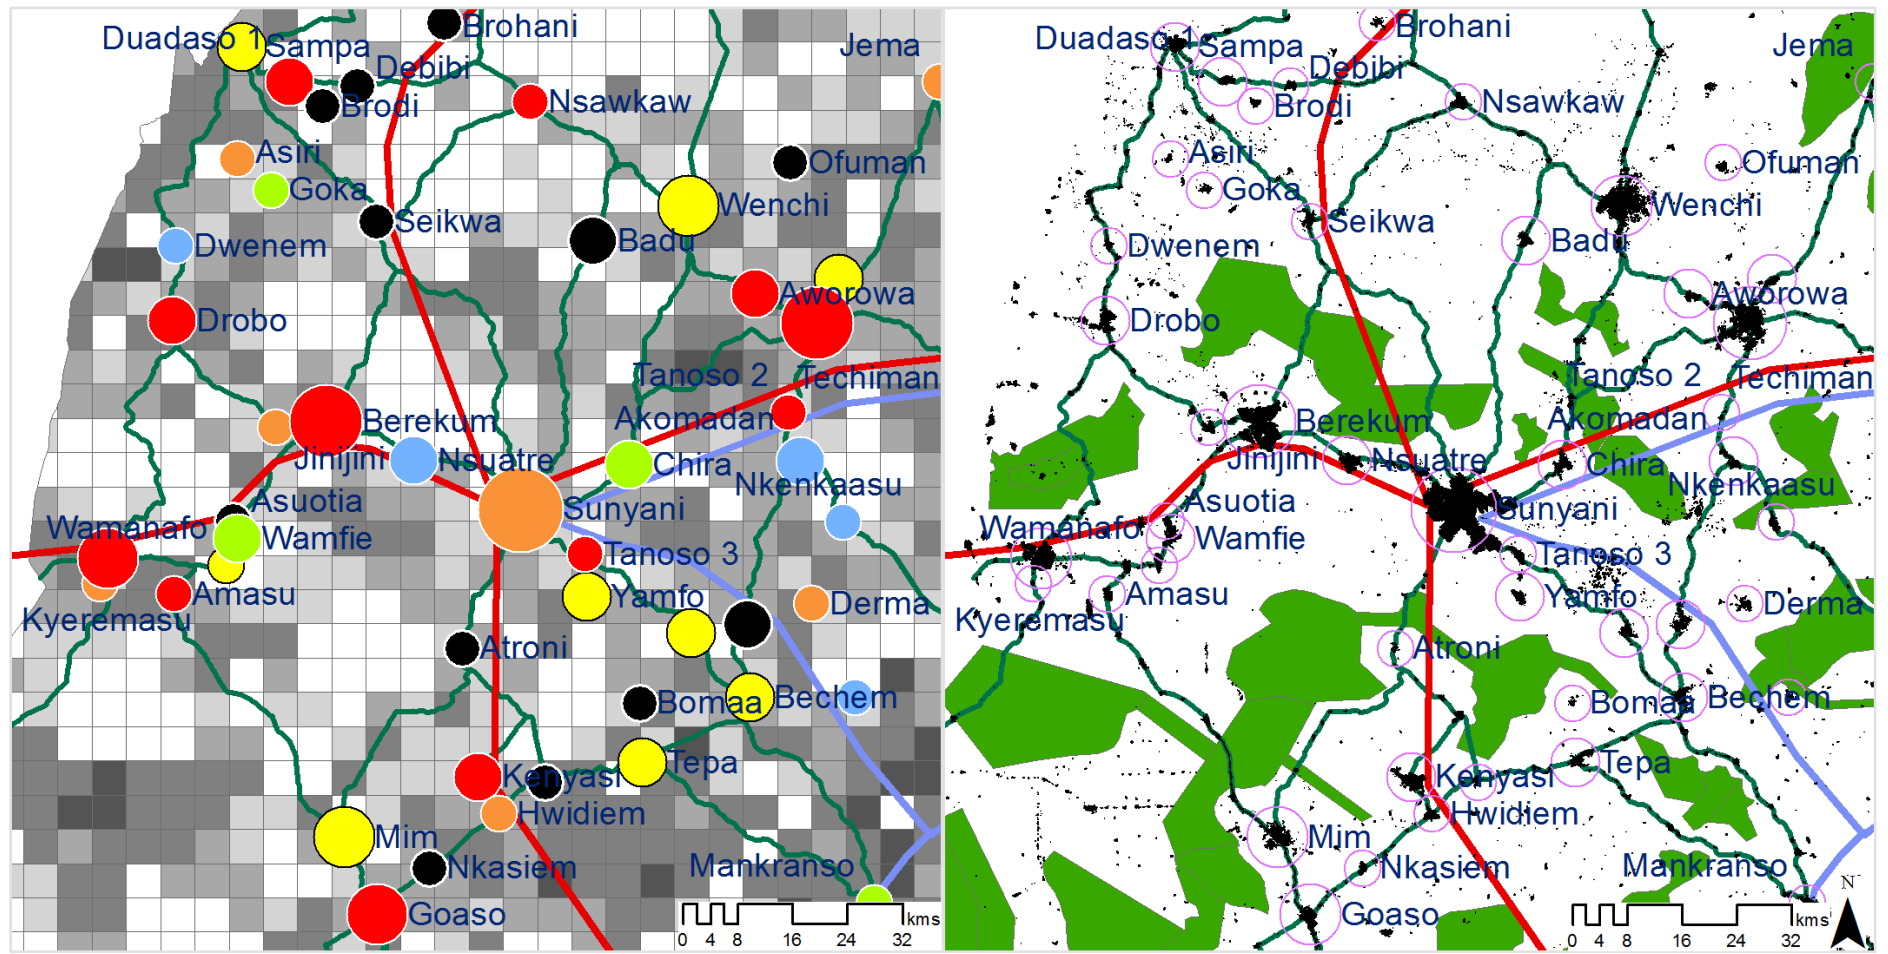 Brohani
Duadaso 1
Sampa
Jema
Debibi
Brodi
Nsawkaw
Asiri
Ofuman
Goka
Wenchi
Seikwa
Dwenem
Badu
Aworowa
Drobo
Tanoso 2
Techiman
Berekum
Akomadan
Jinijini
Nsuatre
Chira
Nkenkaasu
Asuotia
Sunyani
Wamanafo
Wamfie
Tanoso 3
Amasu
Yamfo
Derma
Kyeremasu
Atroni
Bomaa
Bechem
Tepa
Kenyasi
Hwidiem
Mim
Nkasiem
Mankranso
Goaso
kms
0 4 8 16 24 32
Brohani
Duadaso 1
Sampa
Jema
Debibi
Brodi
Nsawkaw
Asiri
Ofuman
Goka
Wenchi
Seikwa
Dwenem
Badu
Aworowa
Drobo
Tanoso 2
Techiman
Berekum
Akomadan
Jinijini
Nsuatre
Chira
Nkenkaasu
Asuotia
Sunyani
Wamanafo
Wamfie
Tanoso 3
Amasu
Yamfo
Derma
Kyeremasu
Atroni
Bomaa
Bechem
Tepa
Kenyasi
Hwidiem
Mim
Nkasiem
Mankranso
N
Goaso
kms
0 4 8 16 24 32